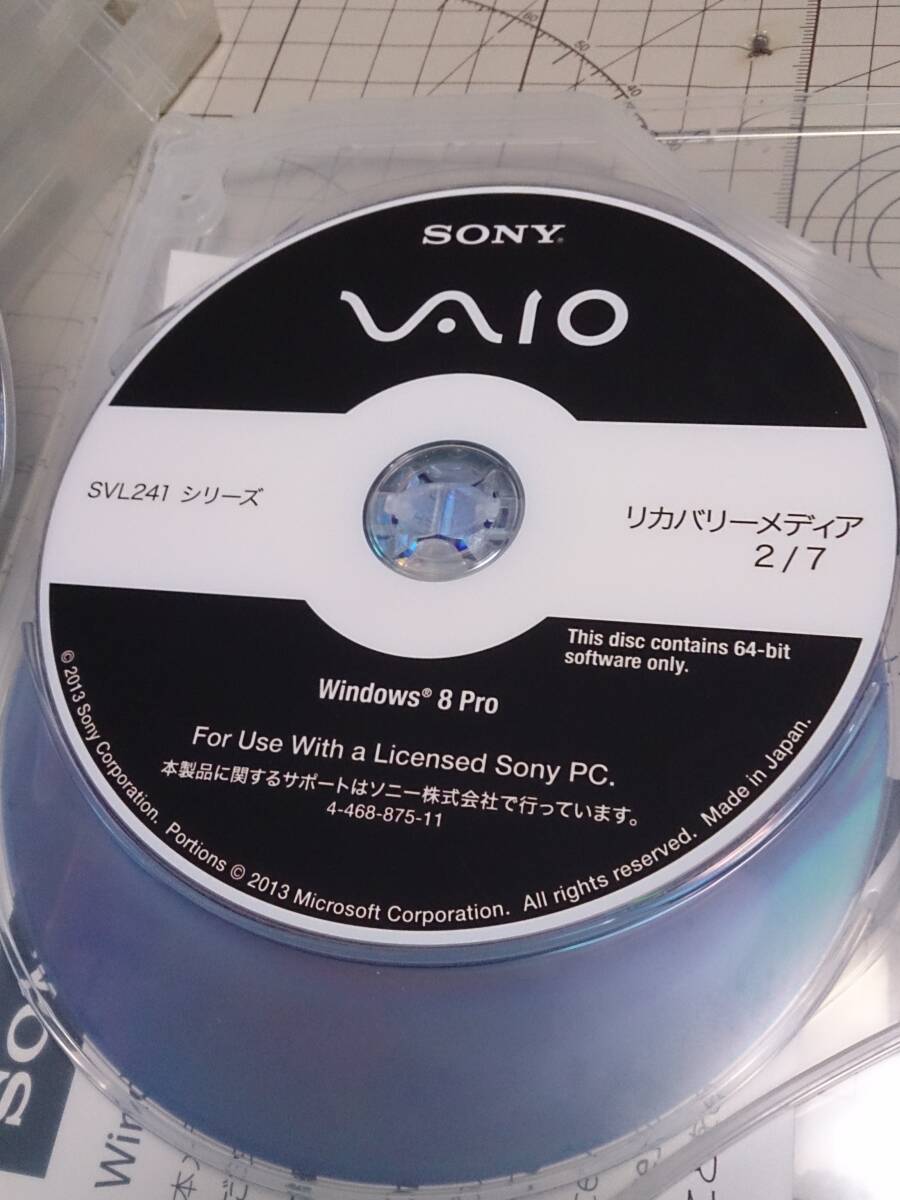 SONY®
VAIO
SVL241 シリーズ
リカバリーメディア
2/7
This disc contains 64-bit
software only.
Windows® 8 Pro
For Use With a Licensed Sony PC.
本製品に関するサポートはソニー株式会社で行っています。
4-468-875-11
© 2013 Sony Corporation. Portions © 2013 Microsoft Corporation. All rights reserved. Made in Japan.
60
50
40